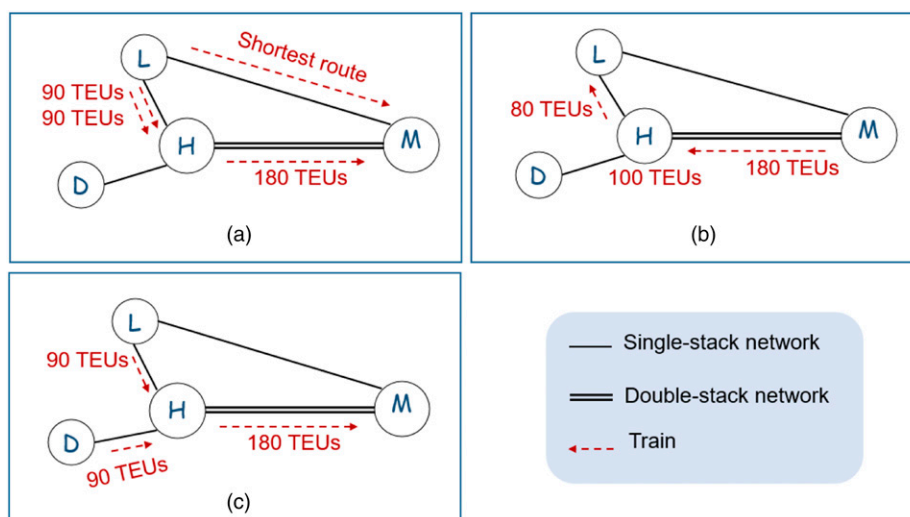 L
Shortest route
90 TEUs
90 TEUs
H
M
D
180 TEUs
(a)
L
80 TEUs
H
M
D
100 TEUs
180 TEUs
(b)
L
90 TEUs
H
M
D
180 TEUs
90 TEUs
(c)
Single-stack network
Double-stack network
Train